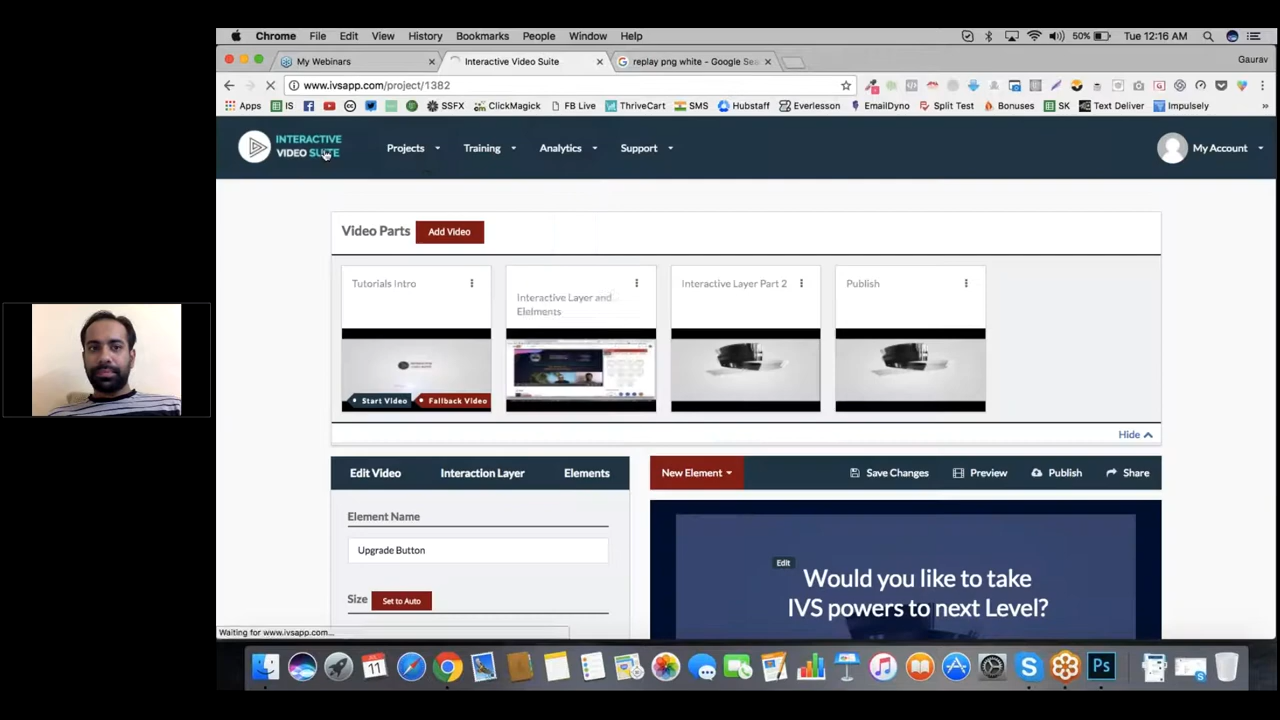 Chrome File Edit View History Bookmarks People Window Help 50% Tue 12:16 AM
My Webinars Interactive Video Suite replay png white - Google Sea Gaurav
www.ivsapp.com/project/1382
Apps IS SSFX ClickMagick FB Live ThriveCart SMS Hubstaff Everlesson EmailDyno Split Test Bonuses SK Text Deliver Impulsely »
INTERACTIVE
VIDEO SUITE
Projects Training Analytics Support My Account
Video Parts Add Video
Tutorials Intro
Interactive Layer and
Elelments
Interactive Layer Part 2
Publish
Start Video Fallback Video
Hide
Edit Video Interaction Layer Elements
New Element Save Changes Preview Publish Share
Element Name
Upgrade Button
Size Set to Auto
Edit
Would you like to take
IVS powers to next Level?
Waiting for www.ivsapp.com...
11
Ps